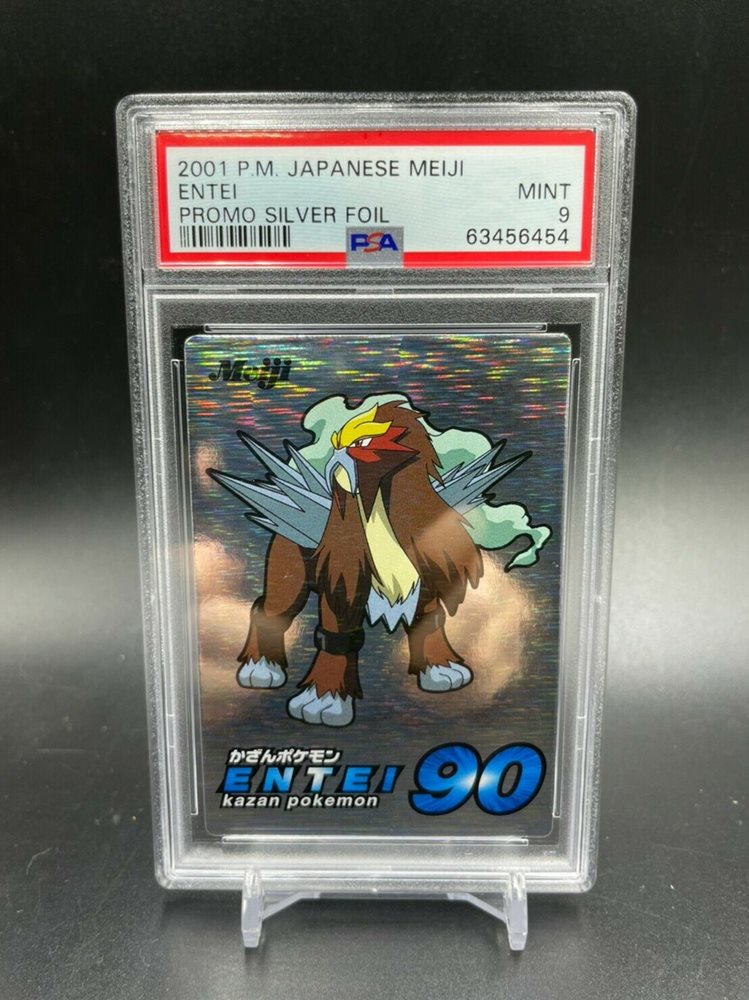 2001 P.M. JAPANESE MEIJI
ENTEI MINT
PROMO SILVER FOIL 9
PSA 63456454
Meiji
かざんポケモン
ENTEI 90
kazan pokemon